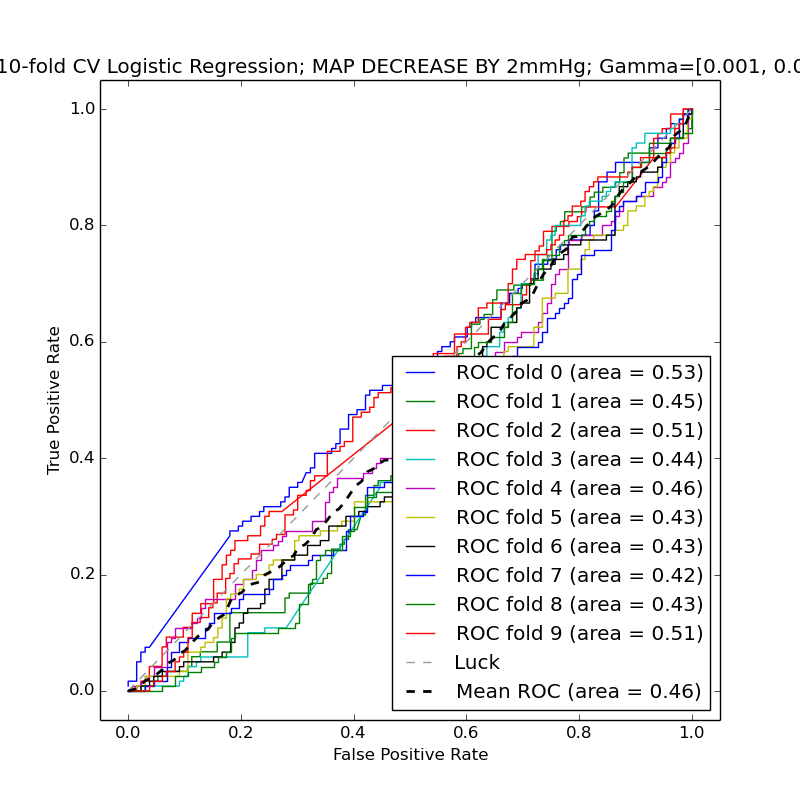 10-fold CV Logistic Regression; MAP DECREASE BY 2mmHg; Gamma=[0.001, 0.0
1.0
0.8
0.6
0.4
0.2
0.0
True Positive Rate
ROC fold 0 (area = 0.53)
ROC fold 1 (area = 0.45)
ROC fold 2 (area = 0.51)
ROC fold 3 (area = 0.44)
ROC fold 4 (area = 0.46)
ROC fold 5 (area = 0.43)
ROC fold 6 (area = 0.43)
ROC fold 7 (area = 0.42)
ROC fold 8 (area = 0.43)
ROC fold 9 (area = 0.51)
Luck
Mean ROC (area = 0.46)
0.0 0.2 0.4 0.6 0.8 1.0
False Positive Rate